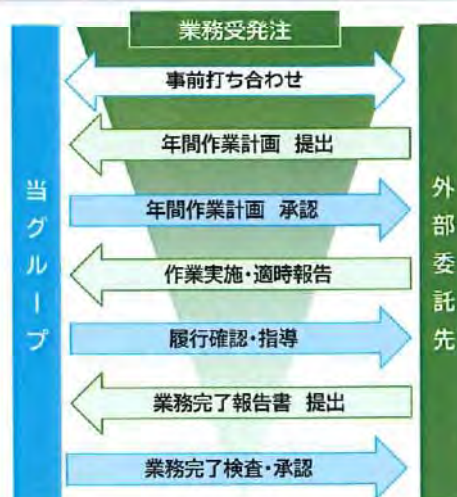 業務受発注
事前打ち合わせ
年間作業計画 提出
年間作業計画 承認
作業実施・適時報告
履行確認・指導
業務完了報告書 提出
業務完了検査・承認
当グループ
外部委託先